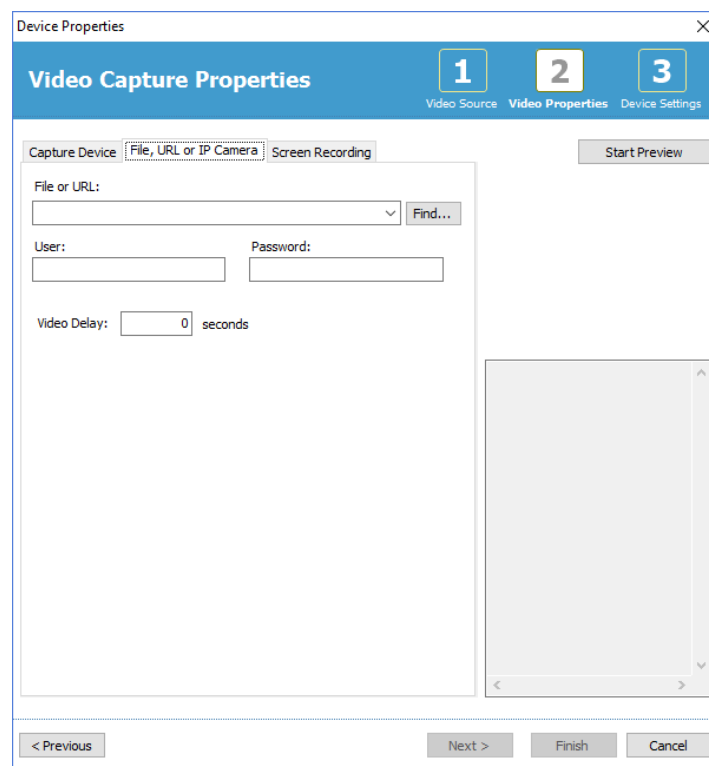 Device Properties
Video Capture Properties
1
Video Source
2
Video Properties
3
Device Settings
Capture Device
File, URL or IP Camera
Screen Recording
Start Preview
File or URL:
Find...
User:
Password:
Video Delay: 0 seconds
< Previous
Next >
Finish
Cancel